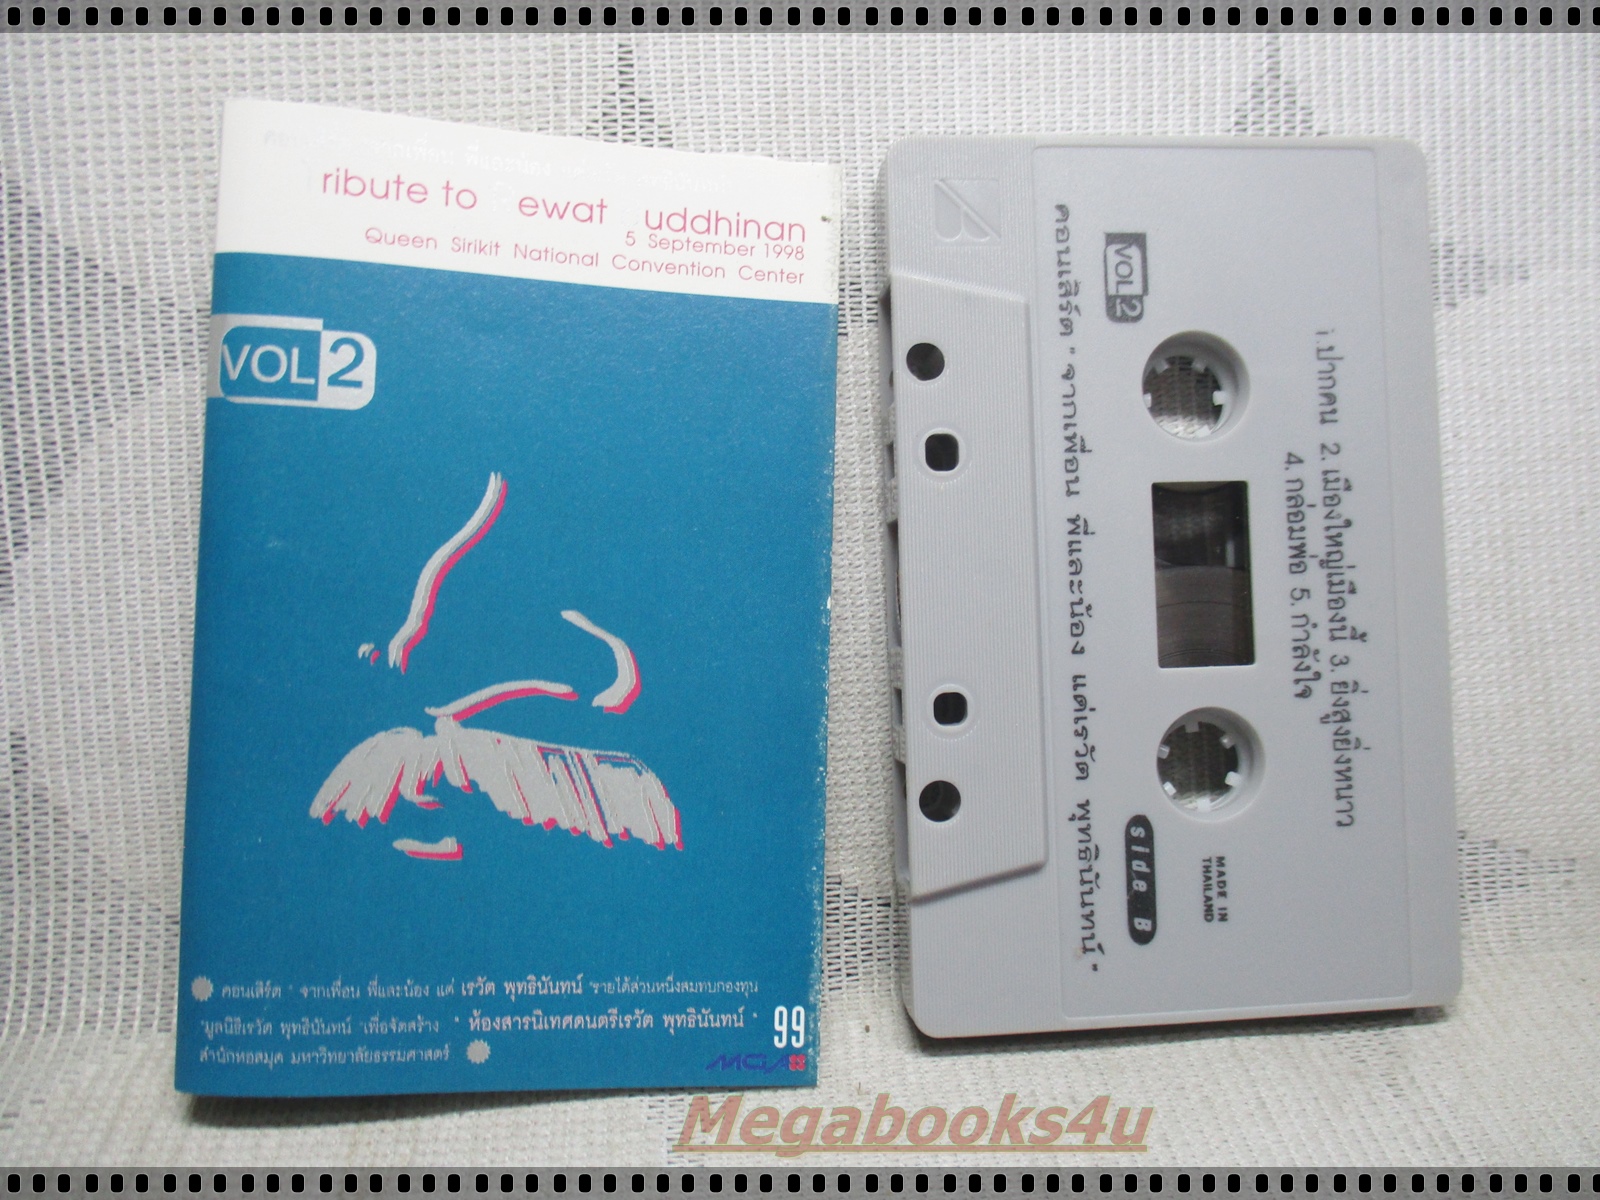 ribute to ewat uddhinan
5 September 1998
Queen Sirikit National Convention Center
VOL 2
คอนเสิร์ต " จากเพื่อน พี่และน้อง แด่ เรวัต พุทธินันทน์ "รายได้ส่วนหนึ่งสมทบกองทุน
"มูลนิธิเรวัต พุทธินันทน์ "เพื่อจัดสร้าง " ห้องสารนิเทศดนตรีเรวัต พุทธินันทน์ "
สำนักหอสมุด มหาวิทยาลัยธรรมศาสตร์
99
MGA
1. ปากคน 2. เมืองใหญ่เมืองนี้ 3. ยิ่งสูงยิ่งหนาว
4. กล่อมพ่อ 5. กำลังใจ
MADE IN
THAILAND
VOL 2
side B
คอนเสิร์ต " จากเพื่อน พี่และน้อง แด่เรวัต พุทธินันทน์ "
B
Megabooks4u